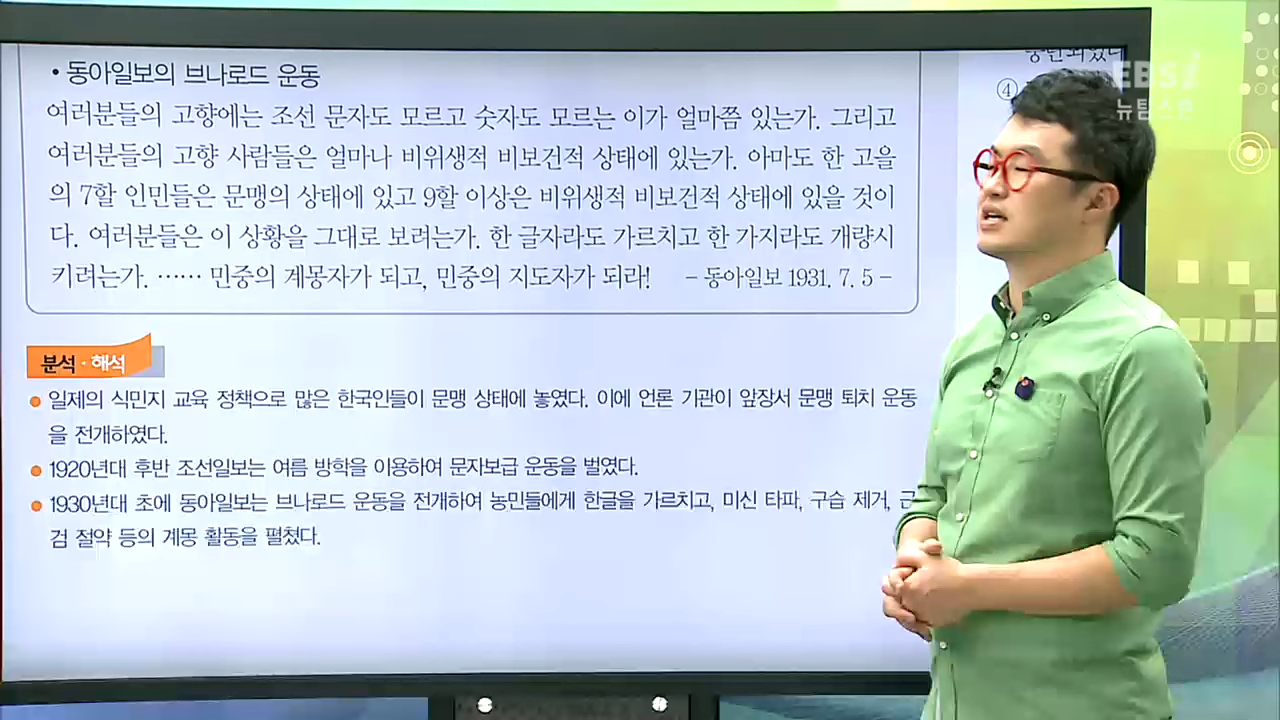 • 동아일보의 브나로드 운동
여러분들의 고향에는 조선 문자도 모르고 숫자도 모르는 이가 얼마쯤 있는가. 그리고
여러분들의 고향 사람들은 얼마나 비위생적 비보건적 상태에 있는가. 아마도 한 고을
의 7할 인민들은 문맹의 상태에 있고 9할 이상은 비위생적 비보건적 상태에 있을 것이
다. 여러분들은 이 상황을 그대로 보려는가. 한 글자라도 가르치고 한 가지라도 개량시
키려는가. …… 민중의 계몽자가 되고, 민중의 지도자가 되라! – 동아일보 1931. 7. 5 –
분석·해석
일제의 식민지 교육 정책으로 많은 한국인들이 문맹 상태에 놓였다. 이에 언론 기관이 앞장서 문맹 퇴치 운동
을 전개하였다.
1920년대 후반 조선일보는 여름 방학을 이용하여 문자보급 운동을 벌였다.
1930년대 초에 동아일보는 브나로드 운동을 전개하여 농민들에게 한글을 가르치고, 미신 타파, 구습 제거, 근
검 절약 등의 계몽 활동을 펼쳤다.
④
EBSi
뉴탐스런